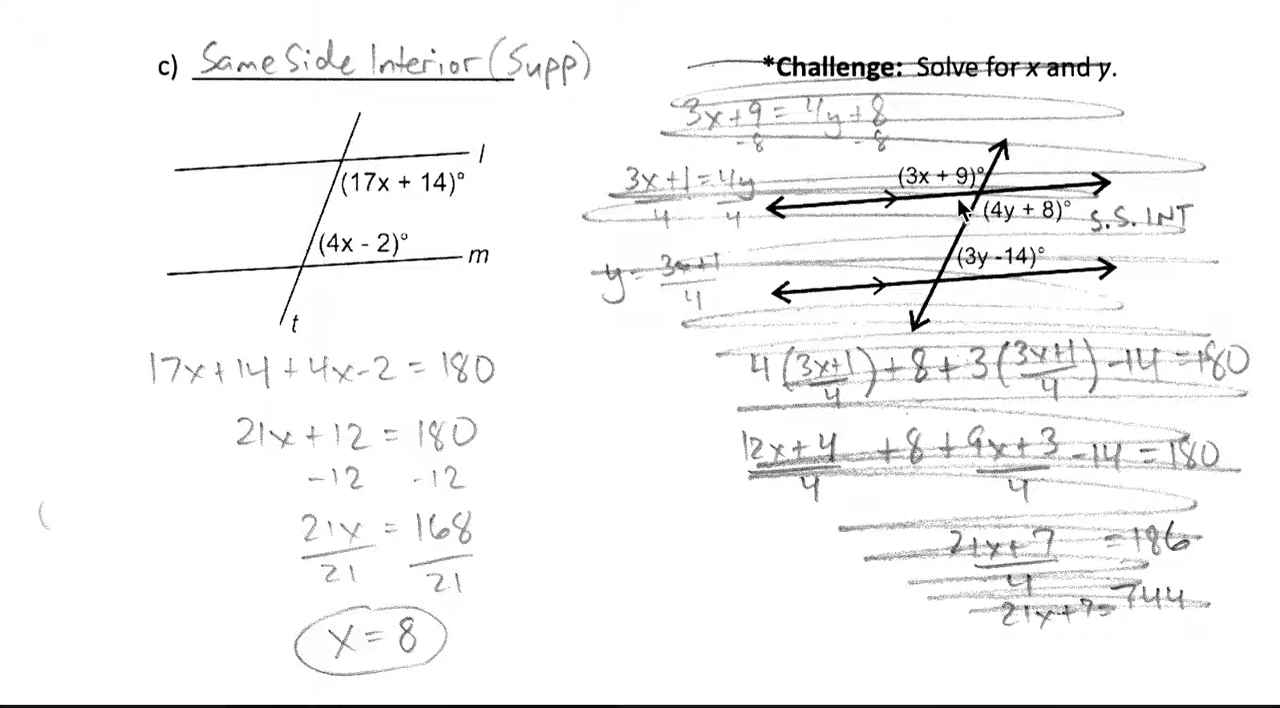 c) Same Side Interior (Supp)
l
(17x + 14)°
(4x - 2)°
m
t
17x+14+4x-2 = 180
21x+12 = 180
-12 -12
21x = 168
21 21
x = 8
*Challenge: Solve for x and y.
3x+9 = 4y+8
-8 -8
3x+1 = 4y
4 4
y = 3x+1
4
(3x + 9)°
(4y + 8)°
S.S. INT
(3y -14)°
4(3x+1)+8+3(3x+1)-14 = 180
4 4
12x+4 +8+9x+3 -14 = 180
4 4
21x+7 = 186
4
21x+7= 744